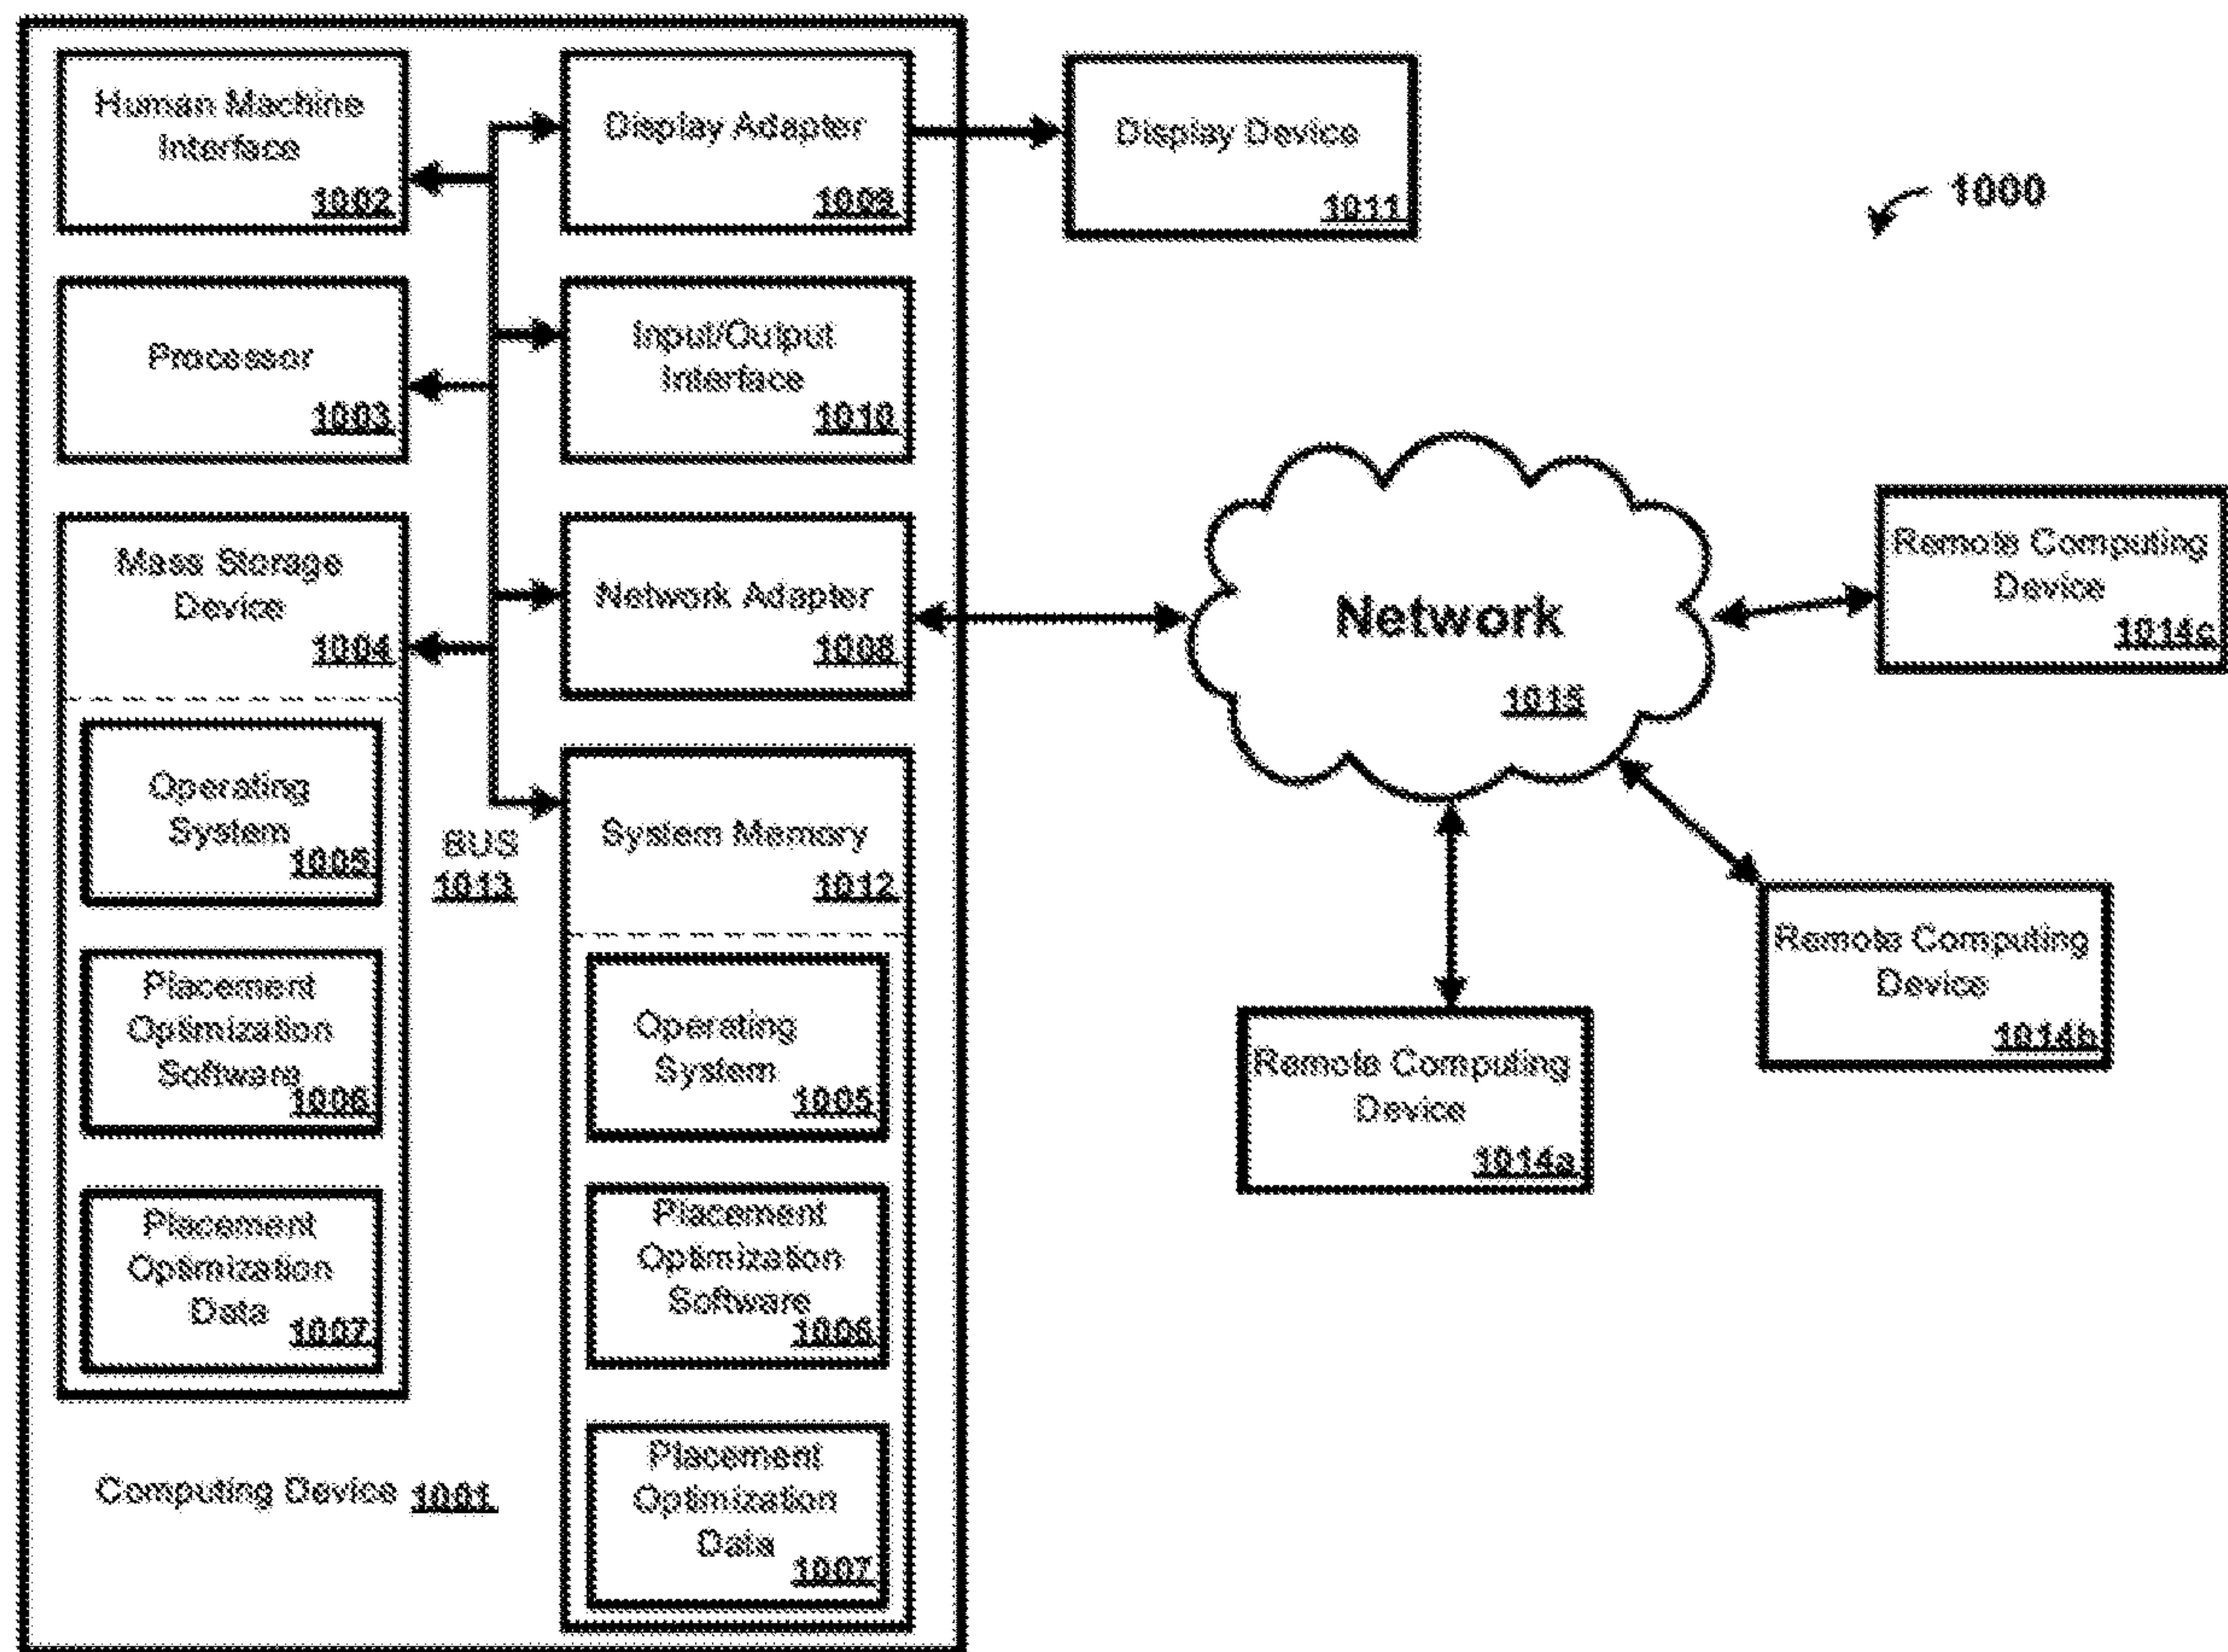 Human Machine
Interface
1002
Processor
1003
Mass Storage
Device
1004
Operating
System
1005
Placement
Optimization
Software
1006
Placement
Optimization
Data
1007
Computing Device 1001
BUS
1013
Display Adapter
1009
Input/Output
Interface
1010
Network Adapter
1008
System Memory
1012
Operating
System
1005
Placement
Optimization
Software
1006
Placement
Optimization
Data
1007
Display Device
1011
1000
Network
1015
Remote Computing
Device
1014c
Remote Computing
Device
1014b
Remote Computing
Device
1014a